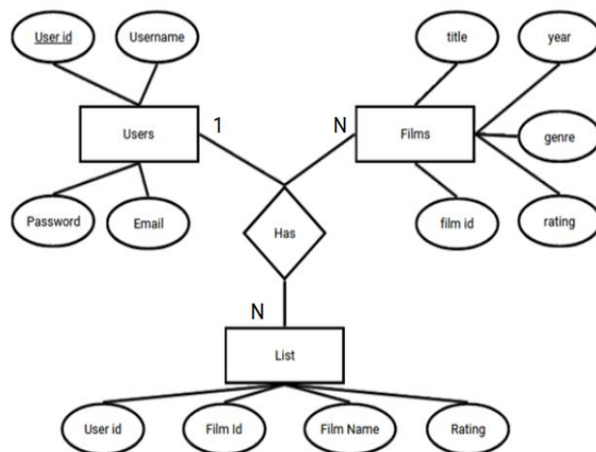 User id
Username
title
year
Users
1
N
Films
genre
Password
Email
film id
rating
Has
N
List
User id
Film Id
Film Name
Rating